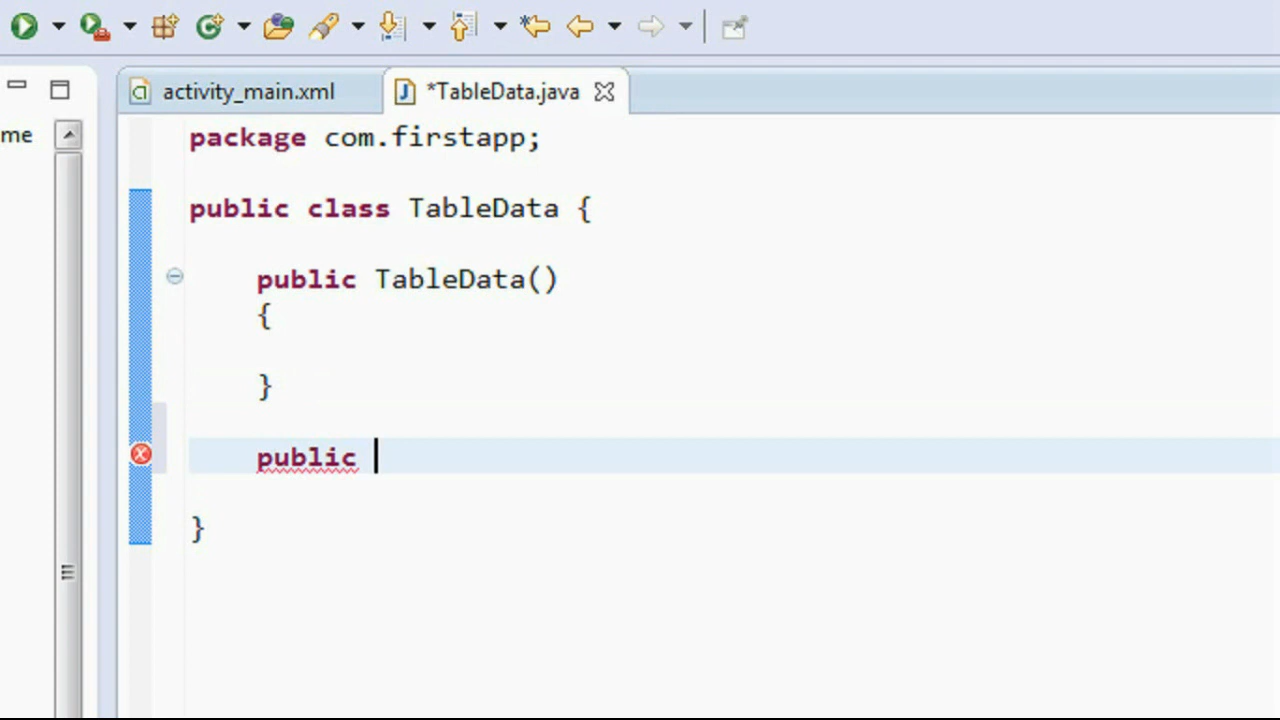 activity_main.xml
*TableData.java
me
package com.firstapp;
public class TableData {
public TableData()
{
}
public
}